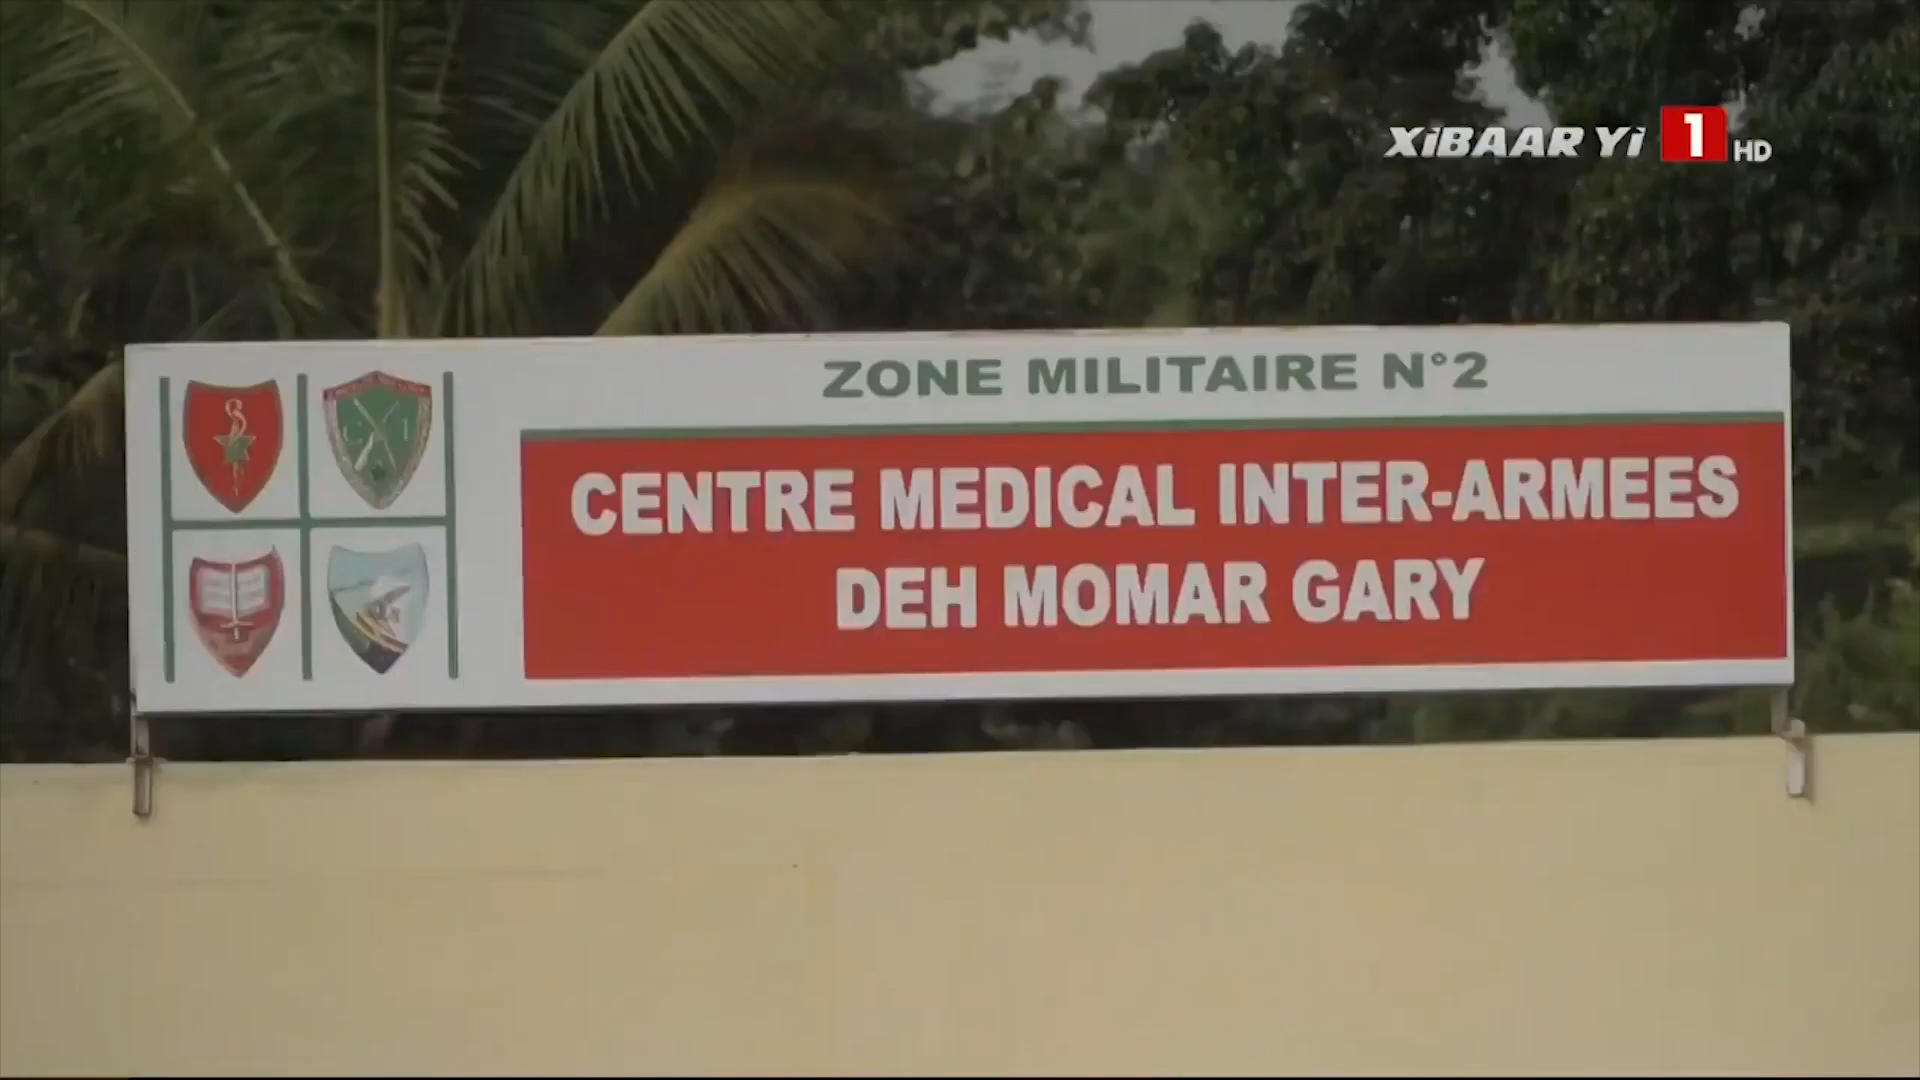 XiBAAR Yi 1 HD
ZONE MILITAIRE N°2
CENTRE MEDICAL INTER-ARMEES
DEH MOMAR GARY